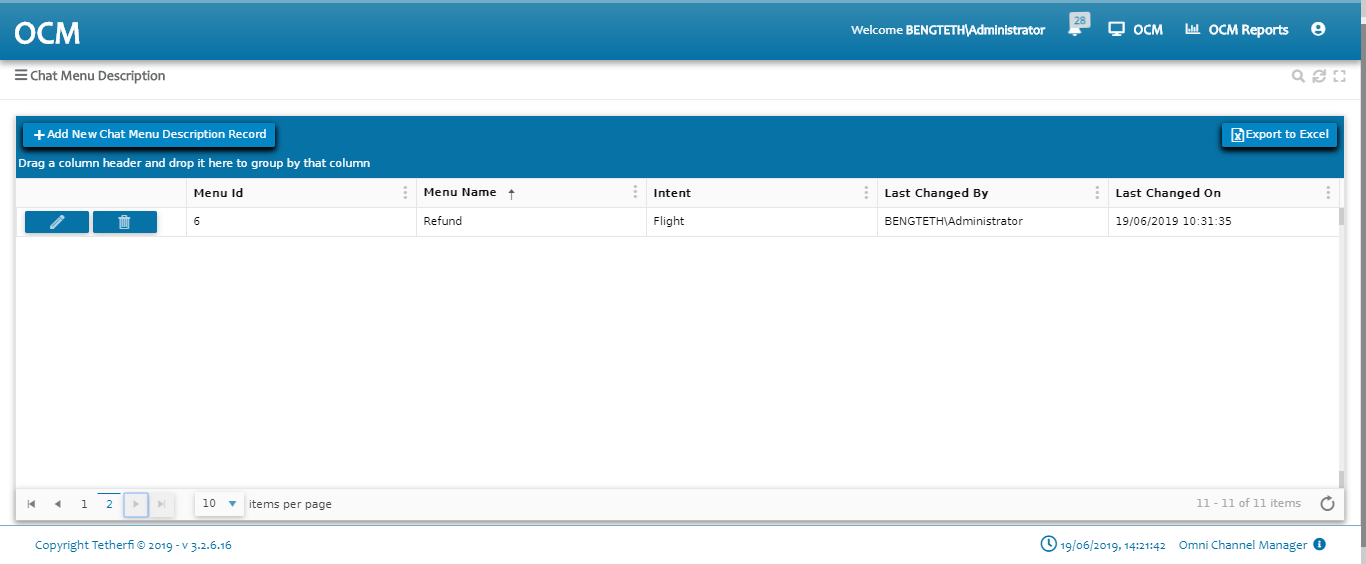 OCM
Welcome BENGTETH\Administrator
28
OCM
OCM Reports
Chat Menu Description
Add New Chat Menu Description Record
Export to Excel
Drag a column header and drop it here to group by that column
Menu Id
Menu Name
Intent
Last Changed By
Last Changed On
6
Refund
Flight
BENGTETH\Administrator
19/06/2019 10:31:35
1
2
10
items per page
11 - 11 of 11 items
Copyright Tetherfi © 2019 - v 3.2.6.16
19/06/2019, 14:21:42
Omni Channel Manager